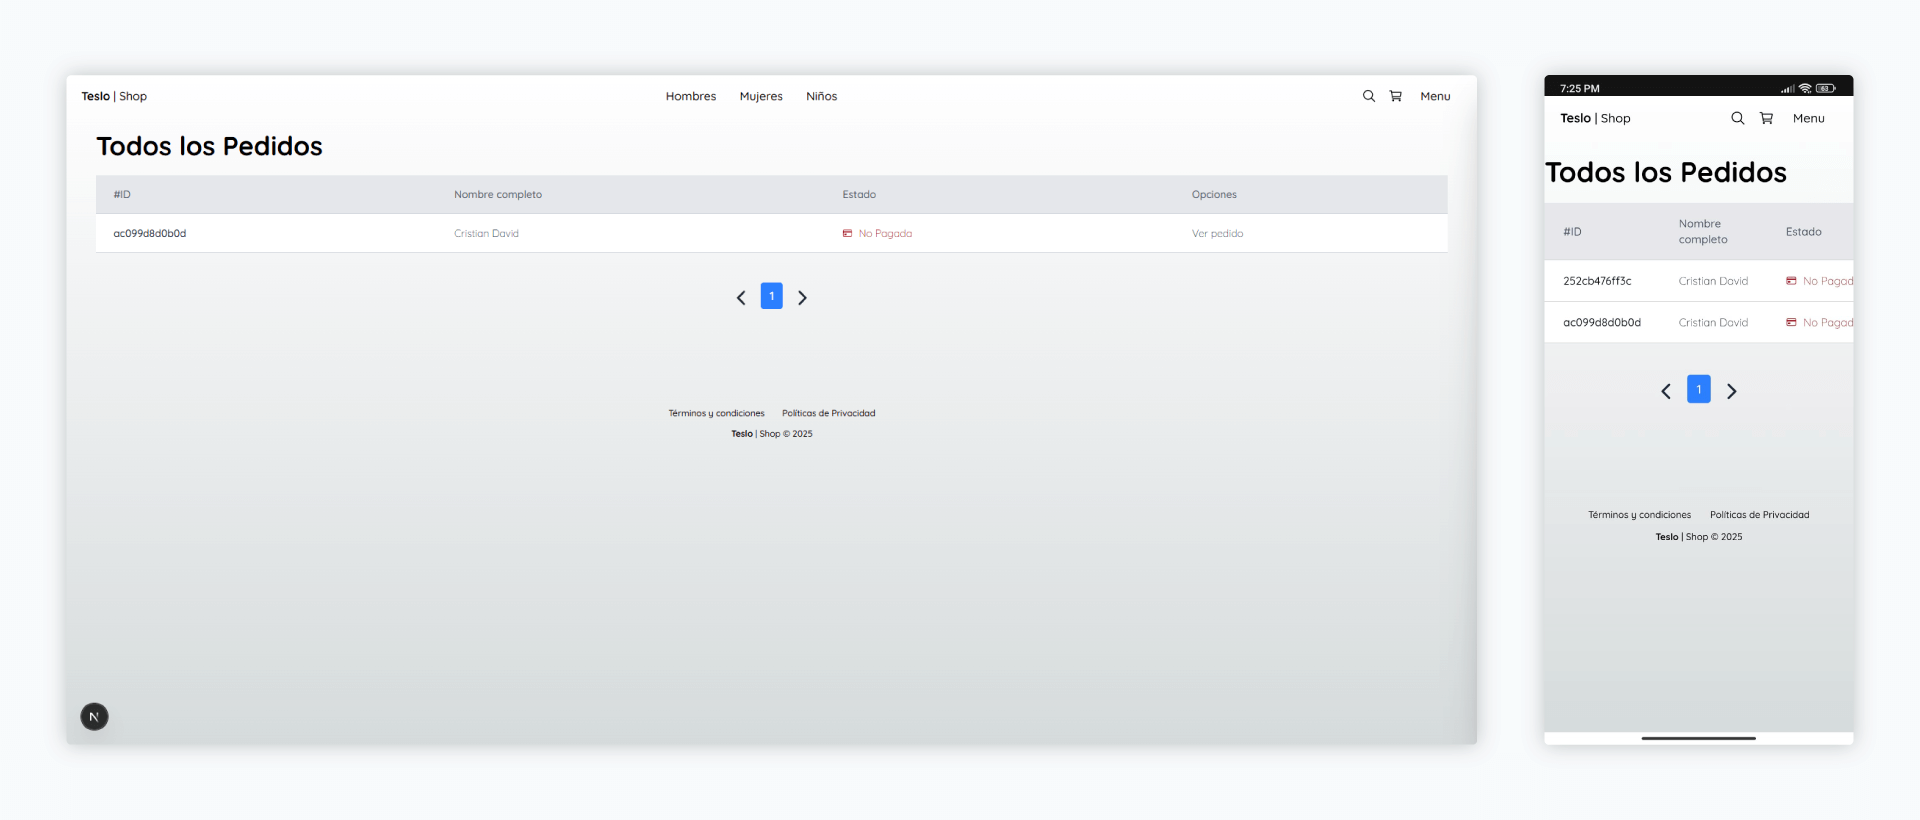 Teslo | Shop
Hombres Mujeres Niños
Menu
Todos los Pedidos
#ID Nombre completo Estado Opciones
ac099d8d0b0d Cristian David No Pagada Ver pedido
1
Términos y condiciones Políticas de Privacidad
Teslo | Shop © 2025
N
7:25 PM
63
Teslo | Shop Menu
Todos los Pedidos
#ID Nombre completo Estado
252cb476ff3c Cristian David No Pagad
ac099d8d0b0d Cristian David No Pagad
1
Términos y condiciones Políticas de Privacidad
Teslo | Shop © 2025